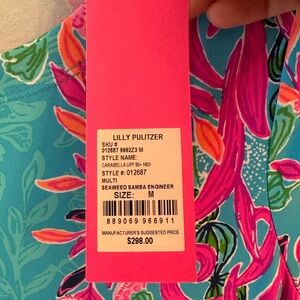 LILLY PULITZER
SKU #
012687 9992Z3 M
STYLE NAME:
CARABELLA UPF 50+ MIDI
STYLE #: 012687
MULTI
SEAWEED SAMBA ENGINEER
SIZE: M
889069 966911
MANUFACTURER'S SUGGESTED PRICE
$298.00